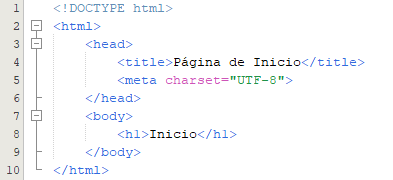 1 <!DOCTYPE html>
2 <html>
3 <head>
4 <title>Página de Inicio</title>
5 <meta charset="UTF-8">
6 </head>
7 <body>
8 <h1>Inicio</h1>
9 </body>
10 </html>